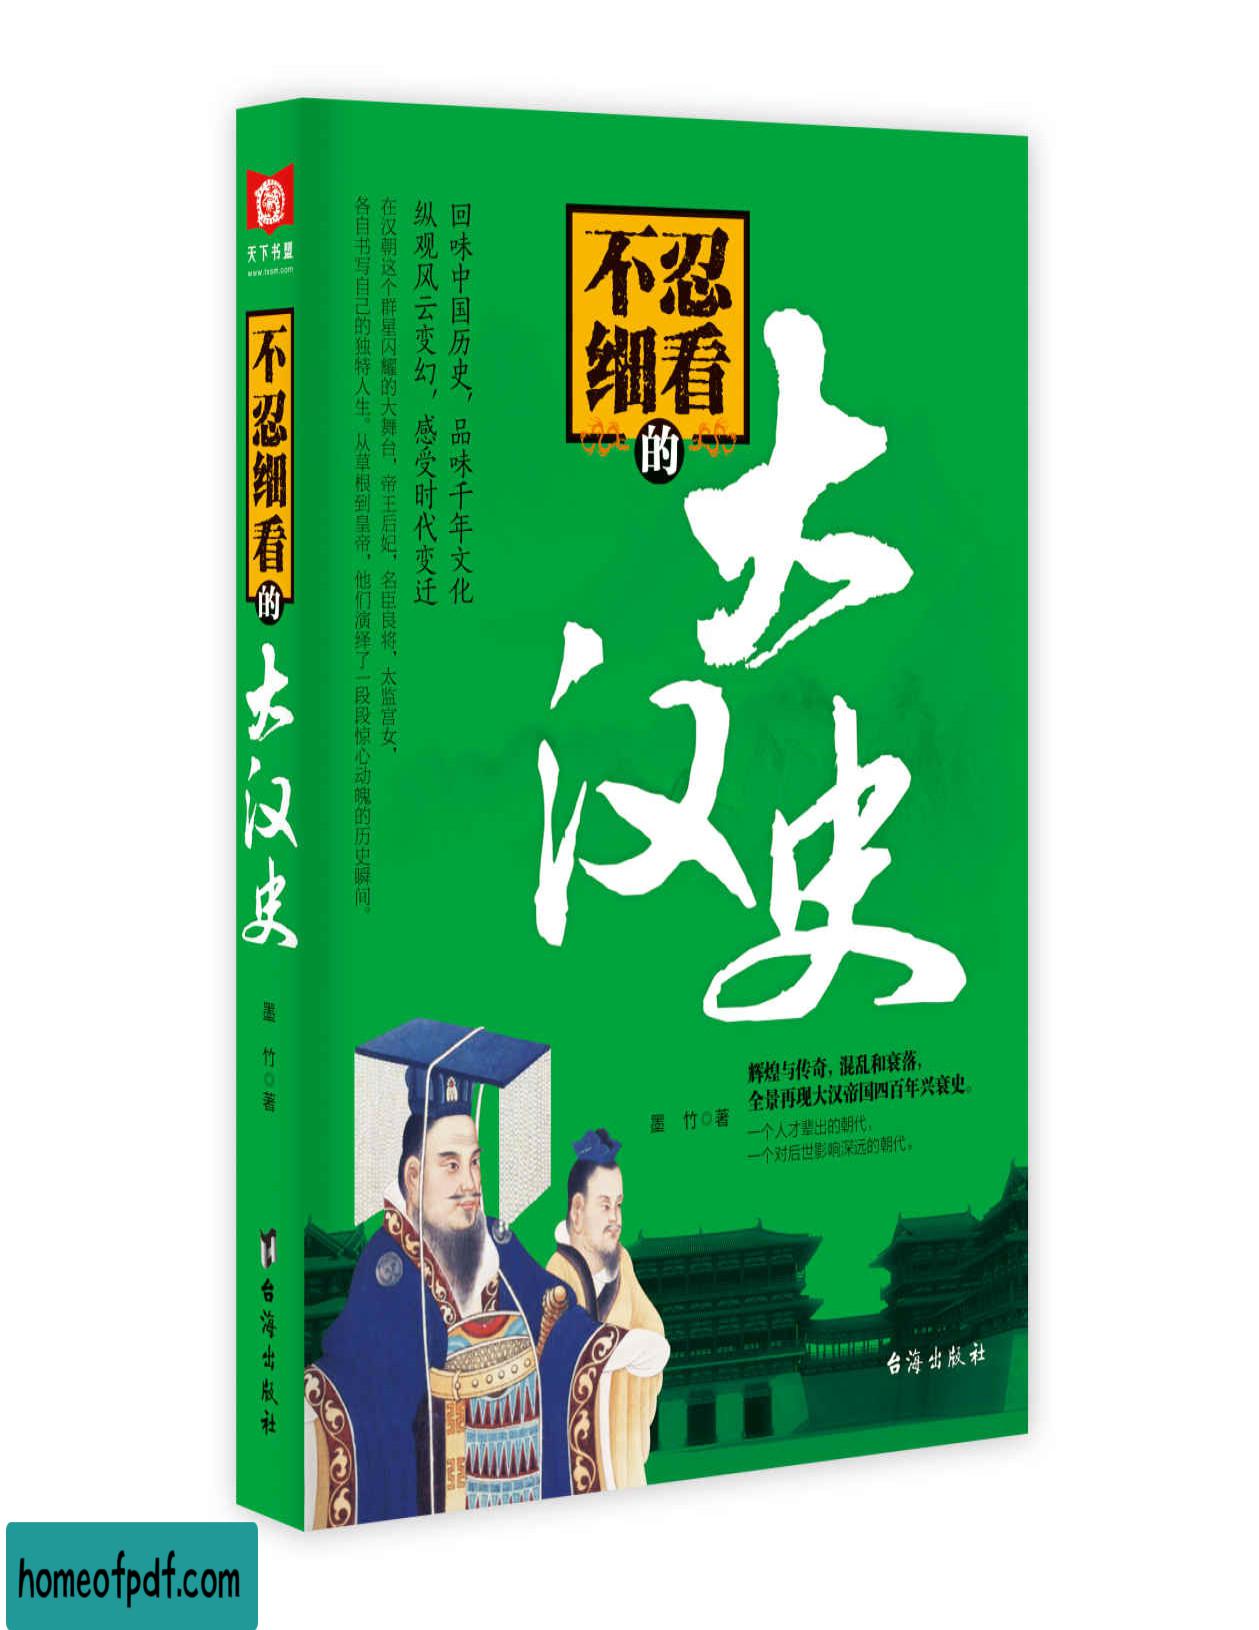 天下书盟
www.txsm.com
不忍细看
的
大汉史
墨 竹◎著
台海出版社
不忍
细看
的
大汉史
回味中国历史，品味千年文化
纵观风云变幻，感受时代变迁
在汉朝这个群星闪耀的大舞台，帝王后妃，名臣良将，太监宫女，
各自书写自己的独特人生。从草根到皇帝，他们演绎了一段段惊心动魄的历史瞬间。
墨 竹◎著
辉煌与传奇，混乱和衰落，
全景再现大汉帝国四百年兴衰史。
一个人才辈出的朝代，
一个对后世影响深远的朝代。
台海出版社
homeofpdf.com